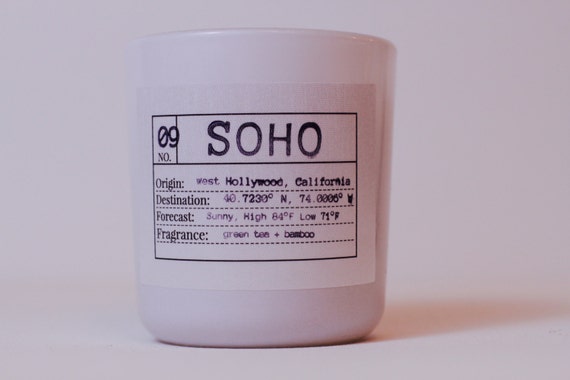 09 SOHO
NO.
Origin: West Hollywood, California
Destination: 40.7230° N, 74.0006° W
Forecast: Sunny, High 84°F Low 71°F
Fragrance: green tea + bamboo